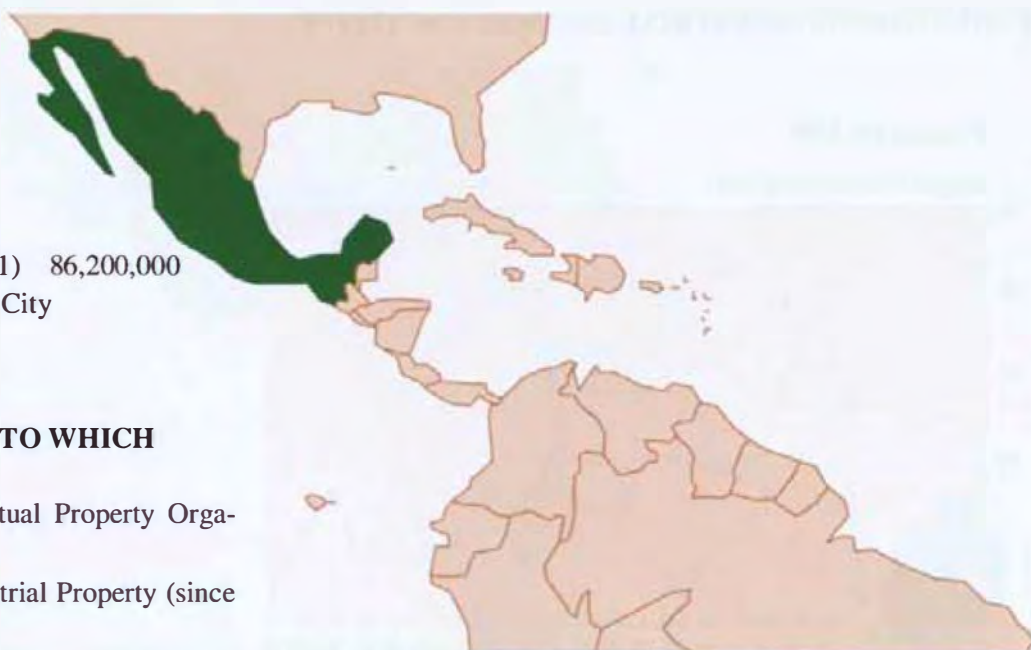 1) 86,200,000
City
TO WHICH
tual Property Orga-
trial Property (since